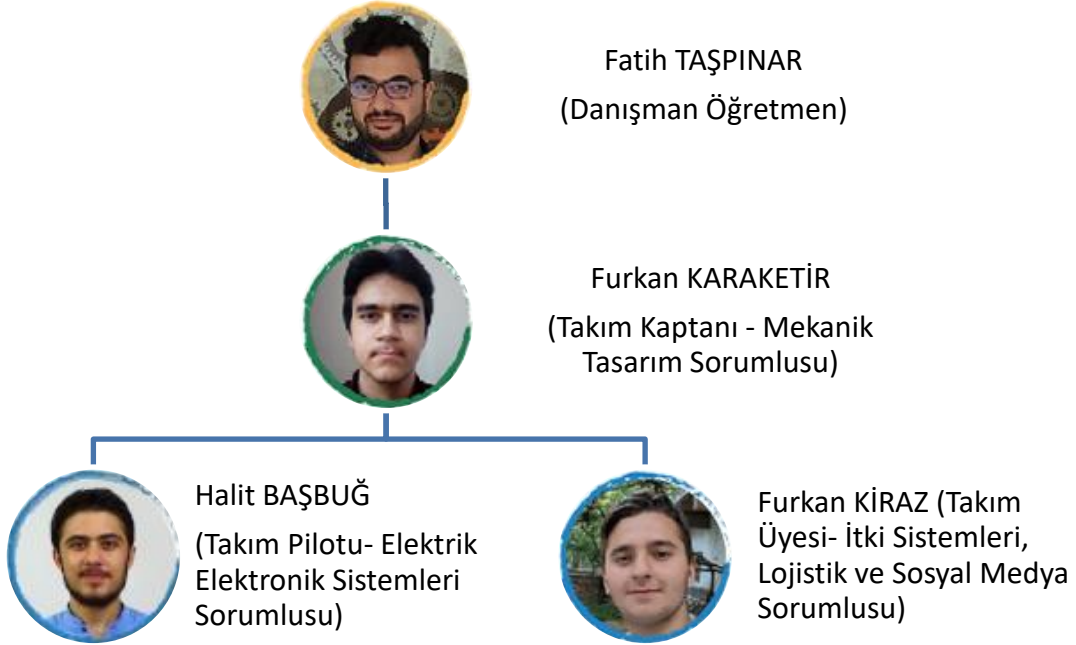 Fatih TAŞPINAR
(Danışman Öğretmen)
Furkan KARAKETİR
(Takım Kaptanı - Mekanik
Tasarım Sorumlusu)
Halit BAŞBUĞ
(Takım Pilotu- Elektrik
Elektronik Sistemleri
Sorumlusu)
Furkan KİRAZ (Takım
Üyesi- İtki Sistemleri,
Lojistik ve Sosyal Medya
Sorumlusu)